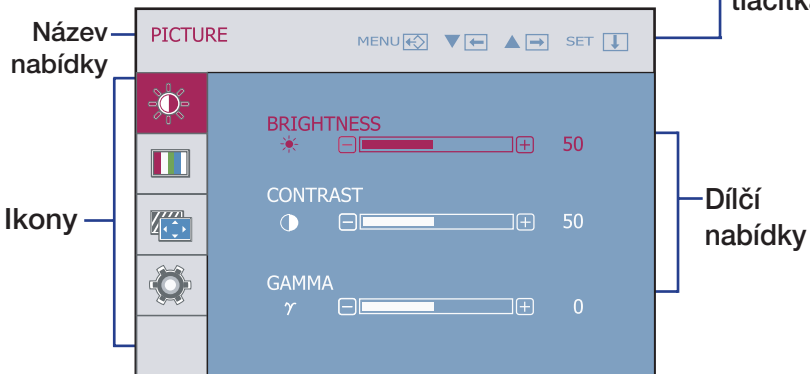 Název
nabídky
PICTURE
MENU SET
BRIGHTNESS
50
CONTRAST
50
GAMMA
γ 0
Ikony
Dílčí
nabídky